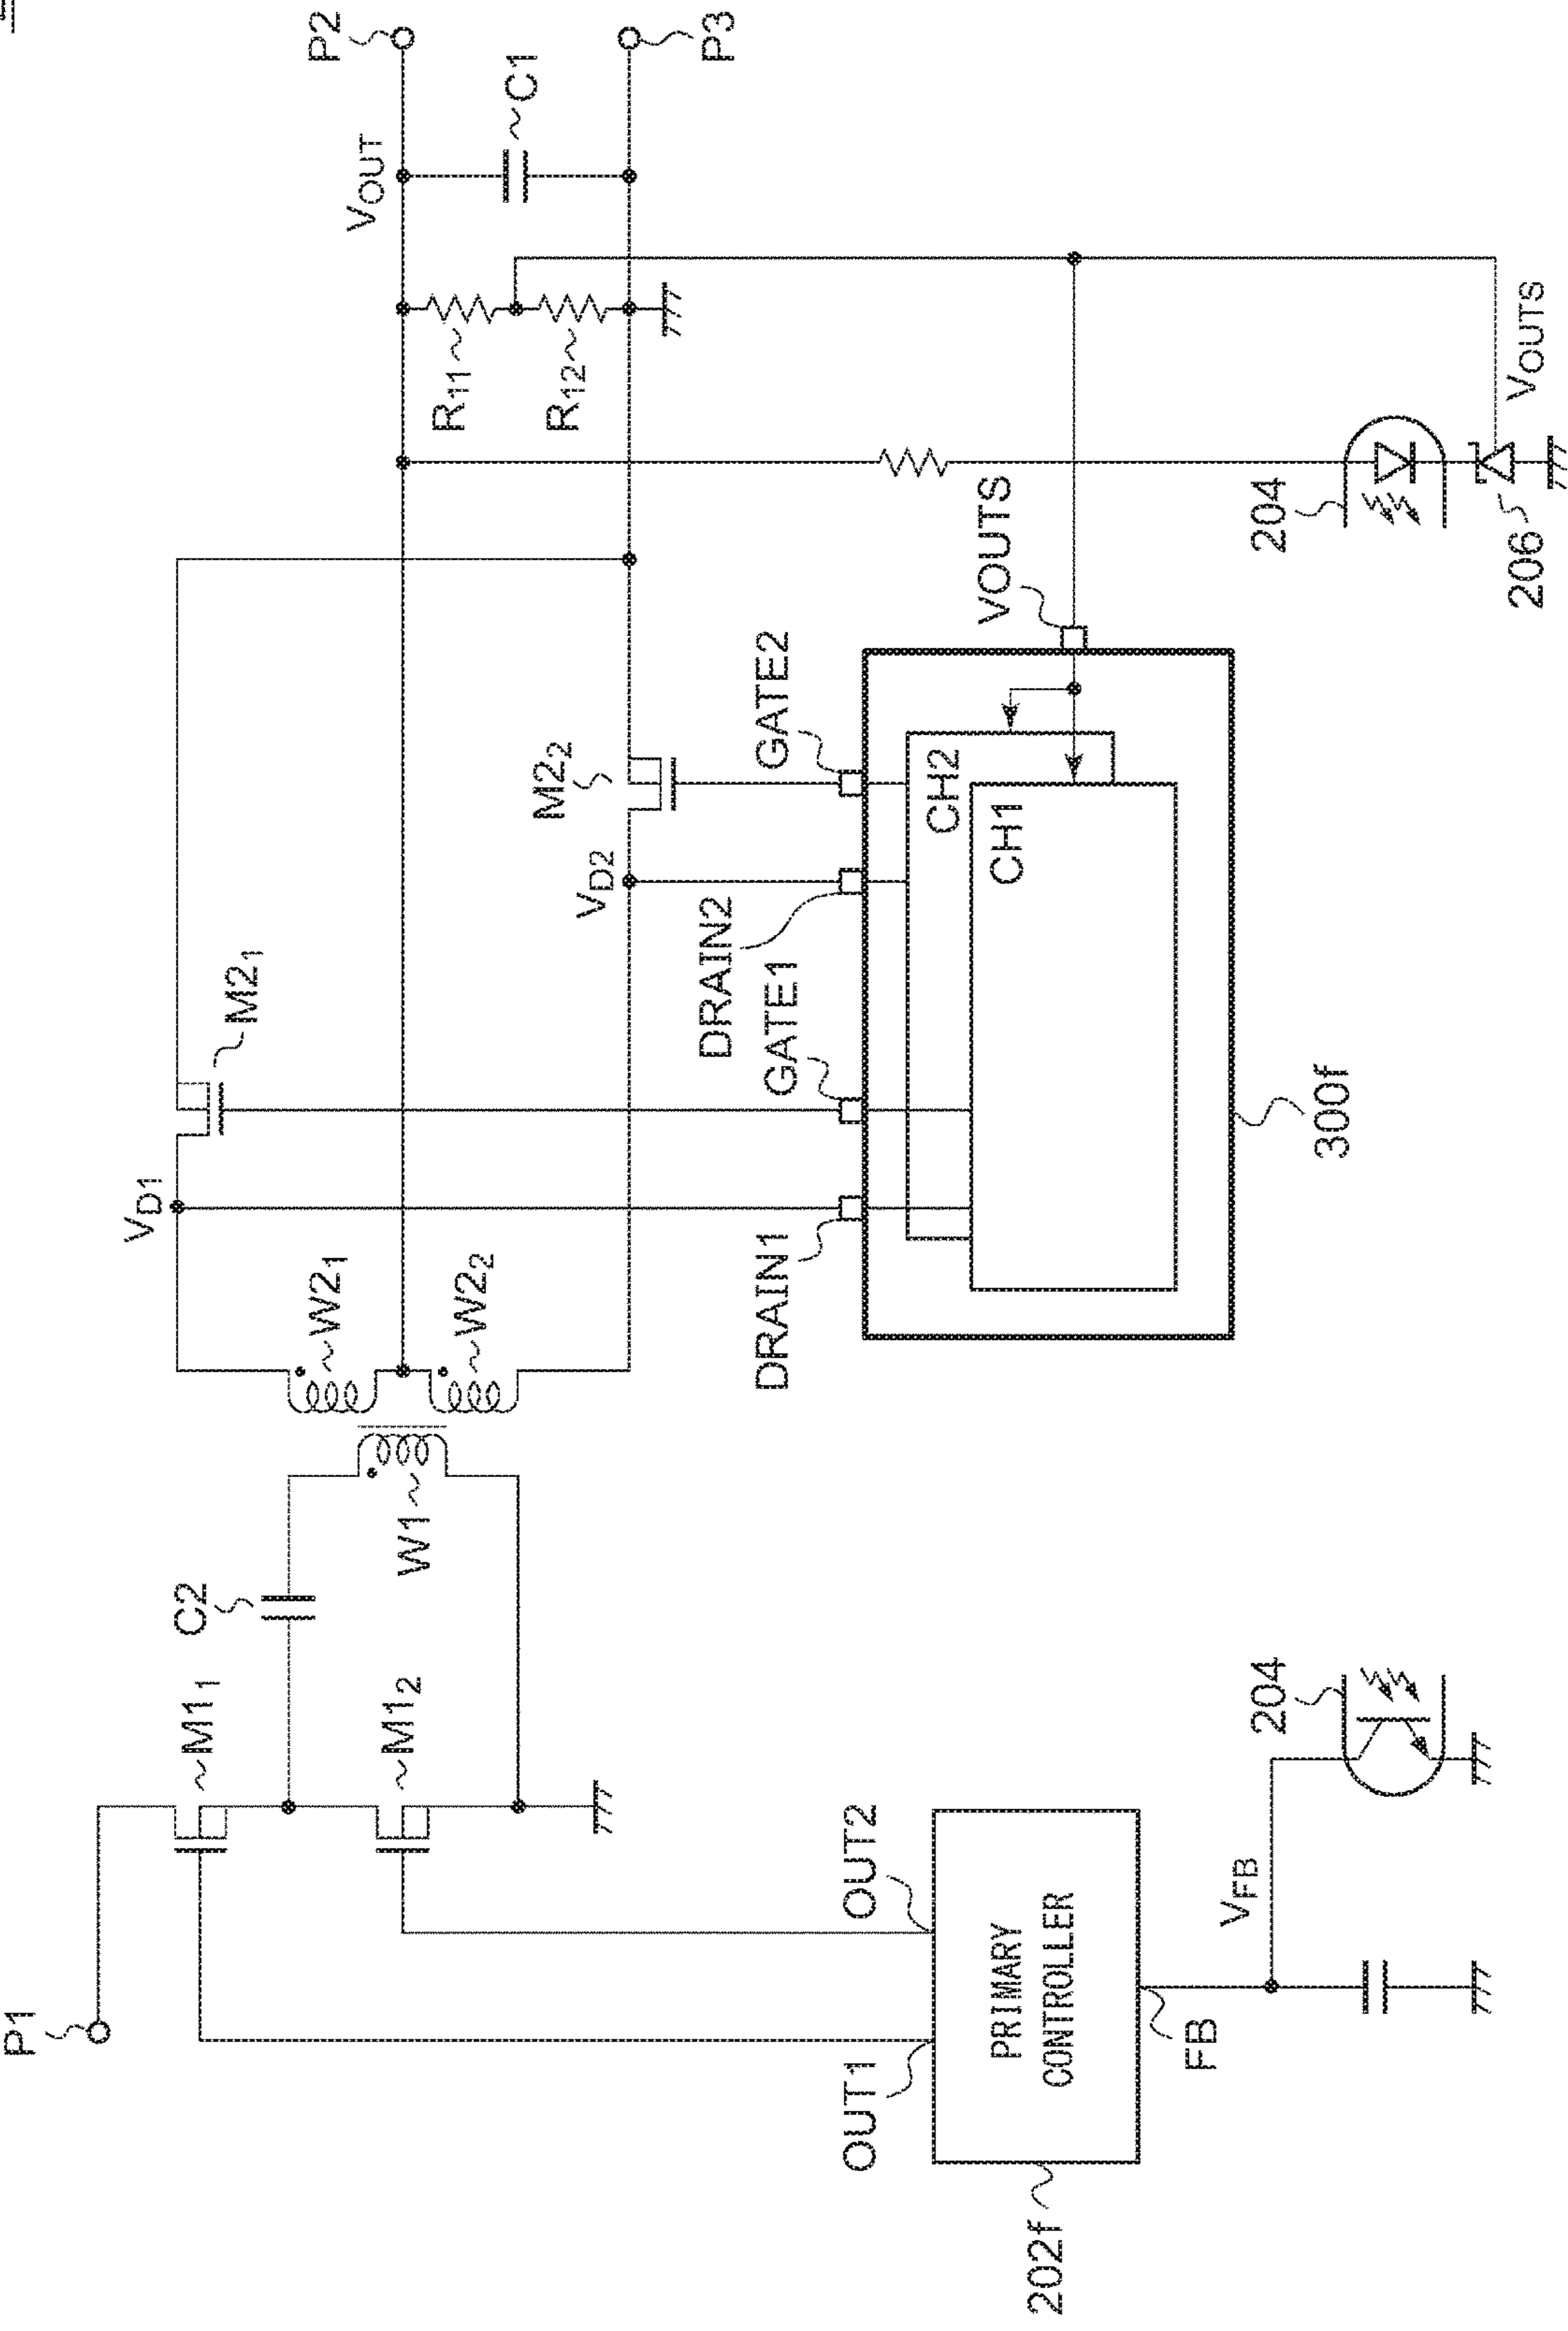 P1
M1₁
M1₂
C2
W1
W2₁
W2₂
V_D1
M2₁
V_D2
M2₂
V_OUT
R₁₁
R₁₂
C1
P2
P3
OUT1
OUT2
PRIMARY
CONTROLLER
202f
FB
V_FB
204
DRAIN1
GATE1
DRAIN2
GATE2
VOUTS
CH2
CH1
300f
204
206
V_OUTS